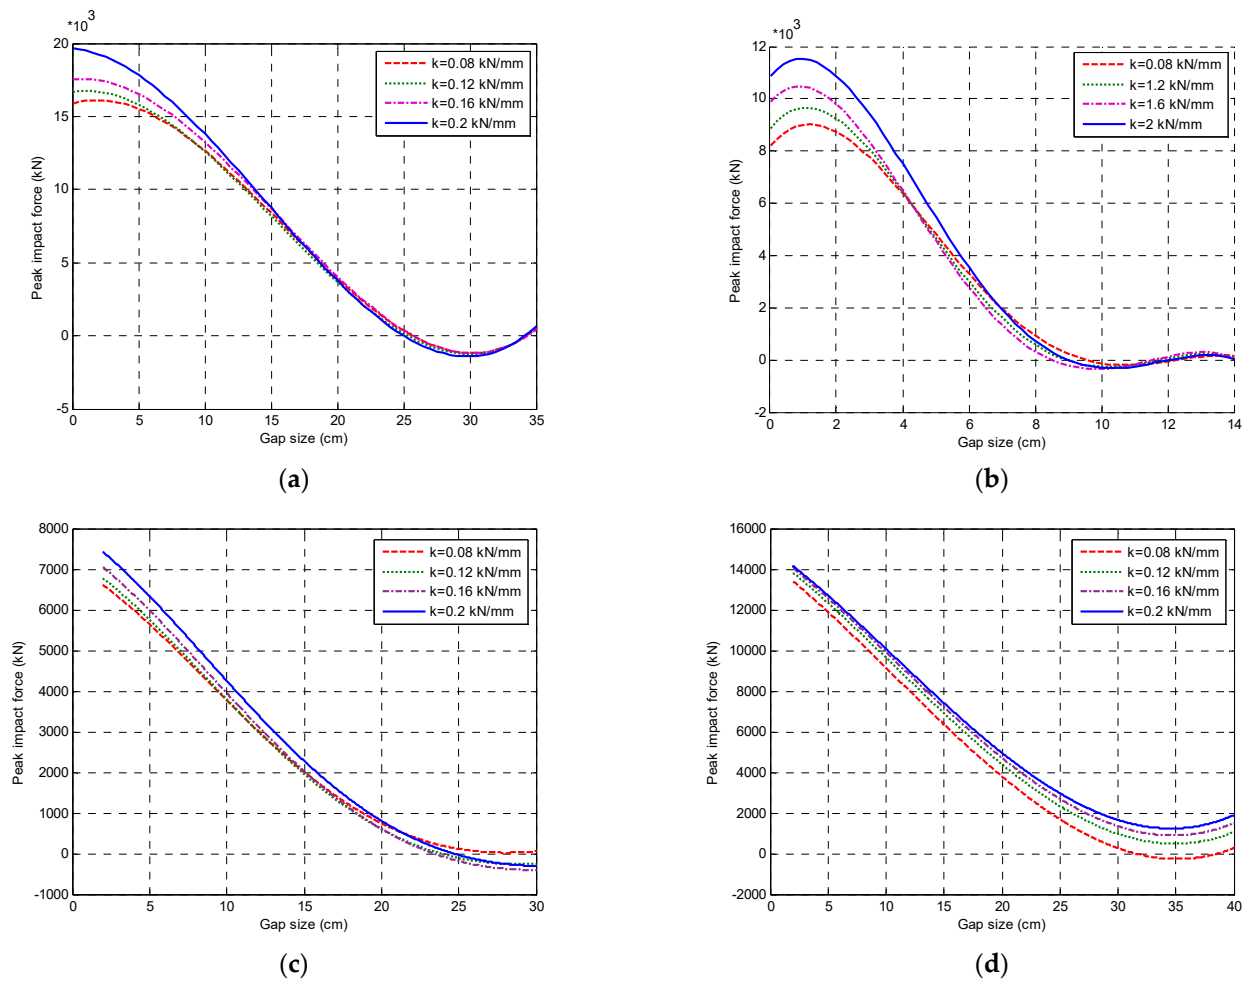 *10³
20
15
10
5
0
-5
Peak impact force (kN)
k=0.08 kN/mm
k=0.12 kN/mm
k=0.16 kN/mm
k=0.2 kN/mm
0 5 10 15 20 25 30 35
Gap size (cm)
(a)
*10³
12
10
8
6
4
2
0
-2
Peak impact force (kN)
k=0.08 kN/mm
k=1.2 kN/mm
k=1.6 kN/mm
k=2 kN/mm
0 2 4 6 8 10 12 14
Gap size (cm)
(b)
8000
7000
6000
5000
4000
3000
2000
1000
0
-1000
Peak impact force (kN)
k=0.08 kN/mm
k=0.12 kN/mm
k=0.16 kN/mm
k=0.2 kN/mm
0 5 10 15 20 25 30
Gap size (cm)
(c)
16000
14000
12000
10000
8000
6000
4000
2000
0
-2000
Peak impact force (kN)
k=0.08 kN/mm
k=0.12 kN/mm
k=0.16 kN/mm
k=0.2 kN/mm
0 5 10 15 20 25 30 35 40
Gap size (cm)
(d)